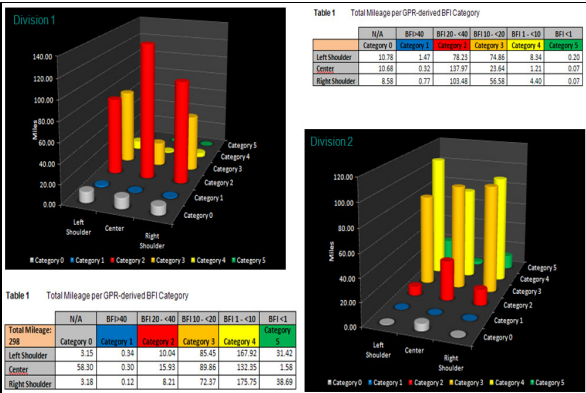 Division 1
140.00
120.00
100.00
80.00
60.00
40.00
20.00
0.00
Miles
Left Shoulder
Center
Right Shoulder
Category 5
Category 4
Category 3
Category 2
Category 1
Category 0
Category 0 Category 1 Category 2 Category 3 Category 4 Category 5
Table 1 Total Mileage per GPR-derived BFI Category
N/A BFI>40 BFI 20 - <40 BFI 10 - <20 BFI 1 - <10 BFI <1
Category 0 Category 1 Category 2 Category 3 Category 4 Category 5
Left Shoulder 10.78 1.47 78.23 74.86 8.34 0.20
Center 10.68 0.32 137.97 23.64 1.21 0.07
Right Shoulder 8.58 0.77 103.48 56.58 4.40 0.07
Division 2
120.00
100.00
80.00
60.00
40.00
20.00
0.00
Miles
Left Shoulder
Center
Right Shoulder
Category 5
Category 4
Category 3
Category 2
Category 1
Category 0
Category 0 Category 1 Category 2 Category 3 Category 4 Category 5
Table 1 Total Mileage per GPR-derived BFI Category
N/A BFI>40 BFI 20 - <40 BFI 10 - <20 BFI 1 - <10 BFI <1
Total Mileage: 298 Category 0 Category 1 Category 2 Category 3 Category 4 Category 5
Left Shoulder 3.15 0.34 10.04 85.45 167.92 31.42
Center 58.30 0.30 15.93 89.86 132.35 1.58
Right Shoulder 3.18 0.12 8.21 72.37 175.75 38.69